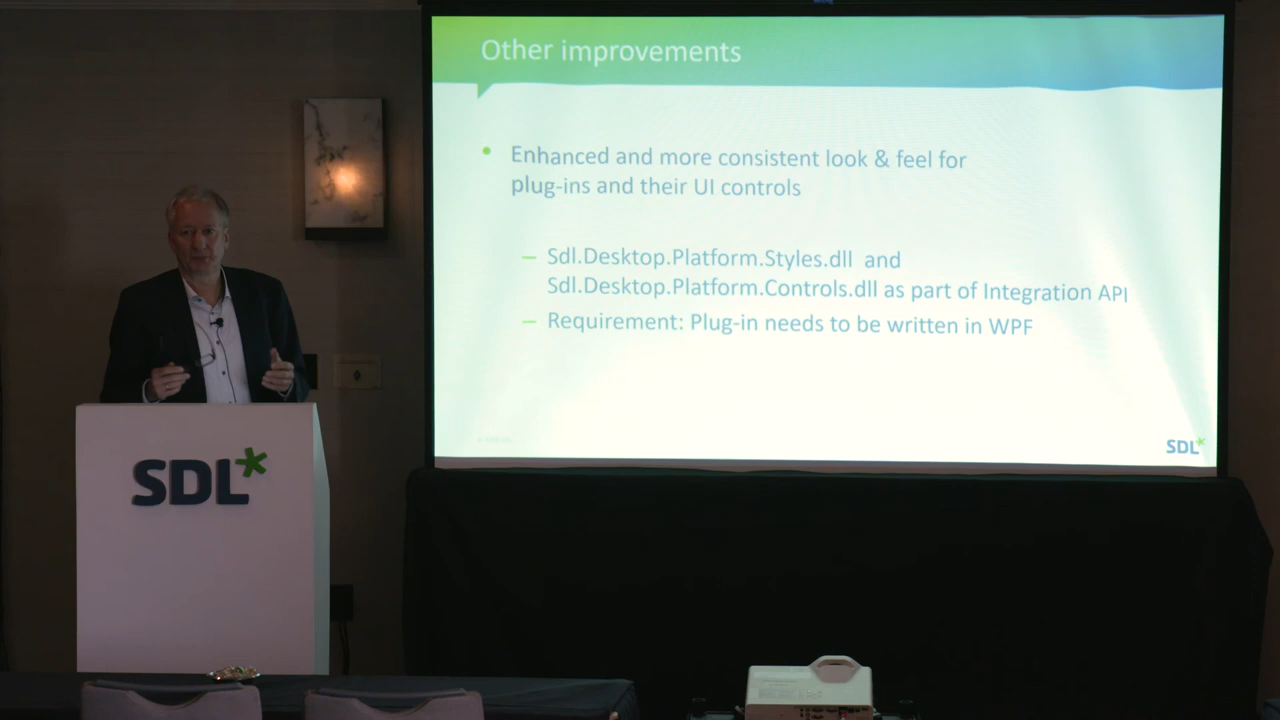 Other improvements
Enhanced and more consistent look & feel for
plug-ins and their UI controls
– Sdl.Desktop.Platform.Styles.dll and
Sdl.Desktop.Platform.Controls.dll as part of Integration API
– Requirement: Plug-in needs to be written in WPF
SDL*
SDL*